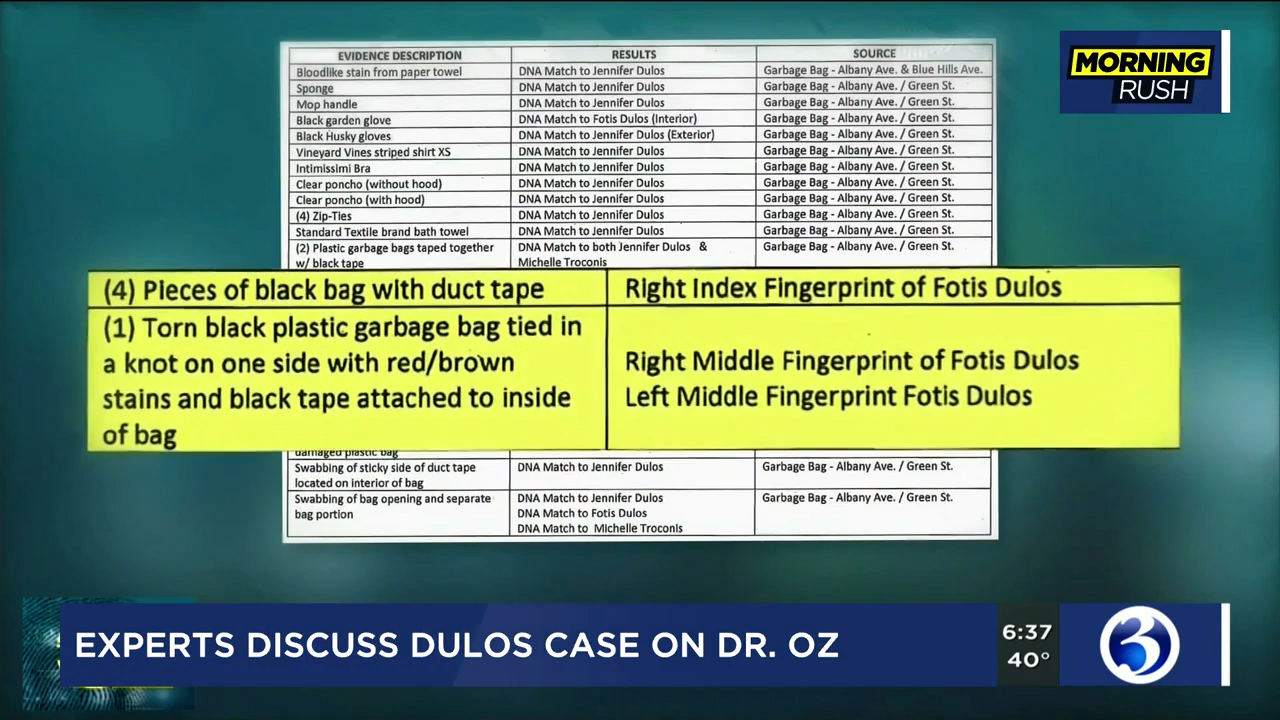 EVIDENCE DESCRIPTION RESULTS SOURCE
Bloodlike stain from paper towel DNA Match to Jennifer Dulos Garbage Bag - Albany Ave. & Blue Hills Ave.
Sponge DNA Match to Jennifer Dulos Garbage Bag - Albany Ave. / Green St.
Mop handle DNA Match to Jennifer Dulos Garbage Bag - Albany Ave. / Green St.
Black garden glove DNA Match to Fotis Dulos (Interior) Garbage Bag - Albany Ave. / Green St.
Black Husky gloves DNA Match to Jennifer Dulos (Exterior) Garbage Bag - Albany Ave. / Green St.
Vineyard Vines striped shirt XS DNA Match to Jennifer Dulos Garbage Bag - Albany Ave. / Green St.
Intimissimi Bra DNA Match to Jennifer Dulos Garbage Bag - Albany Ave. / Green St.
Clear poncho (without hood) DNA Match to Jennifer Dulos Garbage Bag - Albany Ave. / Green St.
Clear poncho (with hood) DNA Match to Jennifer Dulos Garbage Bag - Albany Ave. / Green St.
(4) Zip-Ties DNA Match to Jennifer Dulos Garbage Bag - Albany Ave. / Green St.
Standard Textile brand bath towel DNA Match to Jennifer Dulos Garbage Bag - Albany Ave. / Green St.
(2) Plastic garbage bags taped together DNA Match to both Jennifer Dulos & Garbage Bag - Albany Ave. / Green St.
w/ black tape Michelle Troconis
(4) Pieces of black bag with duct tape Right Index Fingerprint of Fotis Dulos
(1) Torn black plastic garbage bag tied in
a knot on one side with red/brown Right Middle Fingerprint of Fotis Dulos
stains and black tape attached to inside Left Middle Fingerprint Fotis Dulos
of bag
damaged plastic bag
Swabbing of sticky side of duct tape DNA Match to Jennifer Dulos Garbage Bag - Albany Ave. / Green St.
located on interior of bag
Swabbing of bag opening and separate DNA Match to Jennifer Dulos Garbage Bag - Albany Ave. / Green St.
bag portion DNA Match to Fotis Dulos
DNA Match to Michelle Troconis
MORNING
RUSH
EXPERTS DISCUSS DULOS CASE ON DR. OZ
6:37
40°
3